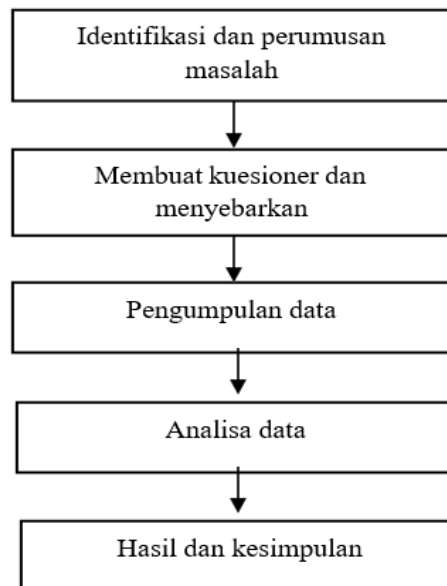 Identifikasi dan perumusan
masalah
Membuat kuesioner dan
menyebarkan
Pengumpulan data
Analisa data
Hasil dan kesimpulan